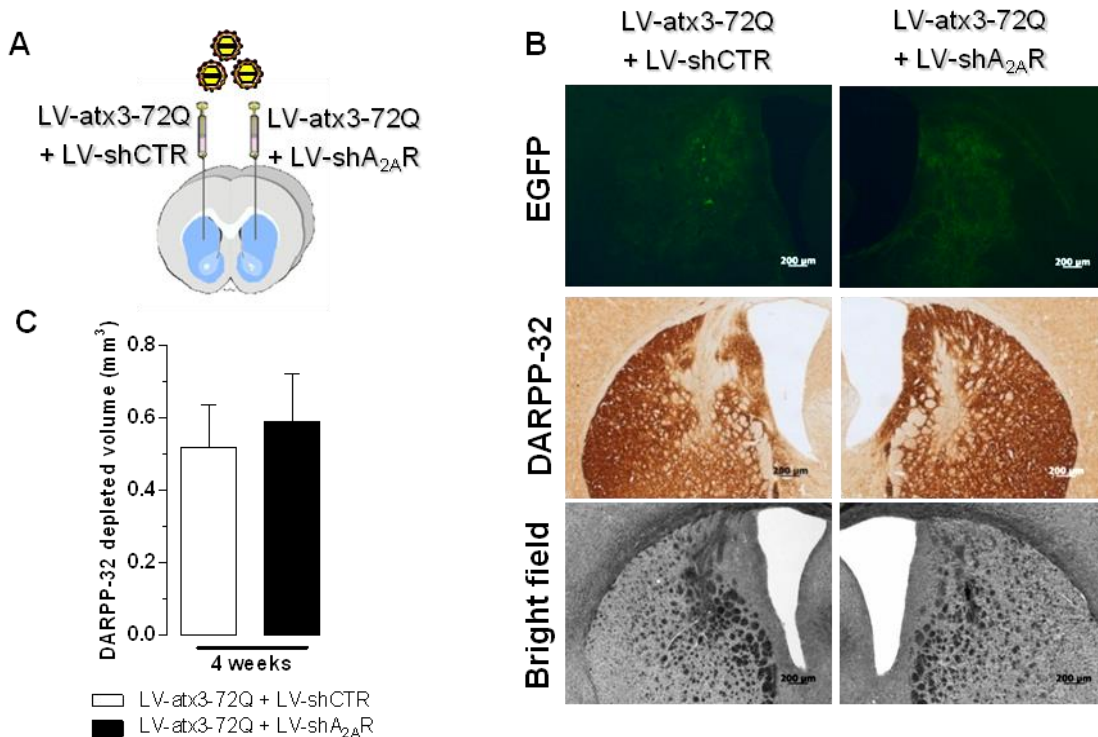 A
LV-atx3-72Q
+ LV-shCTR
LV-atx3-72Q
+ LV-shA2AR
B
LV-atx3-72Q
+ LV-shCTR
LV-atx3-72Q
+ LV-shA2AR
EGFP
200 µm
200 µm
DARPP-32
200 µm
200 µm
Bright field
200 µm
200 µm
C
DARPP-32 depleted volume (mm³)
0.8
0.6
0.4
0.2
0.0
4 weeks
LV-atx3-72Q + LV-shCTR
LV-atx3-72Q + LV-shA2AR